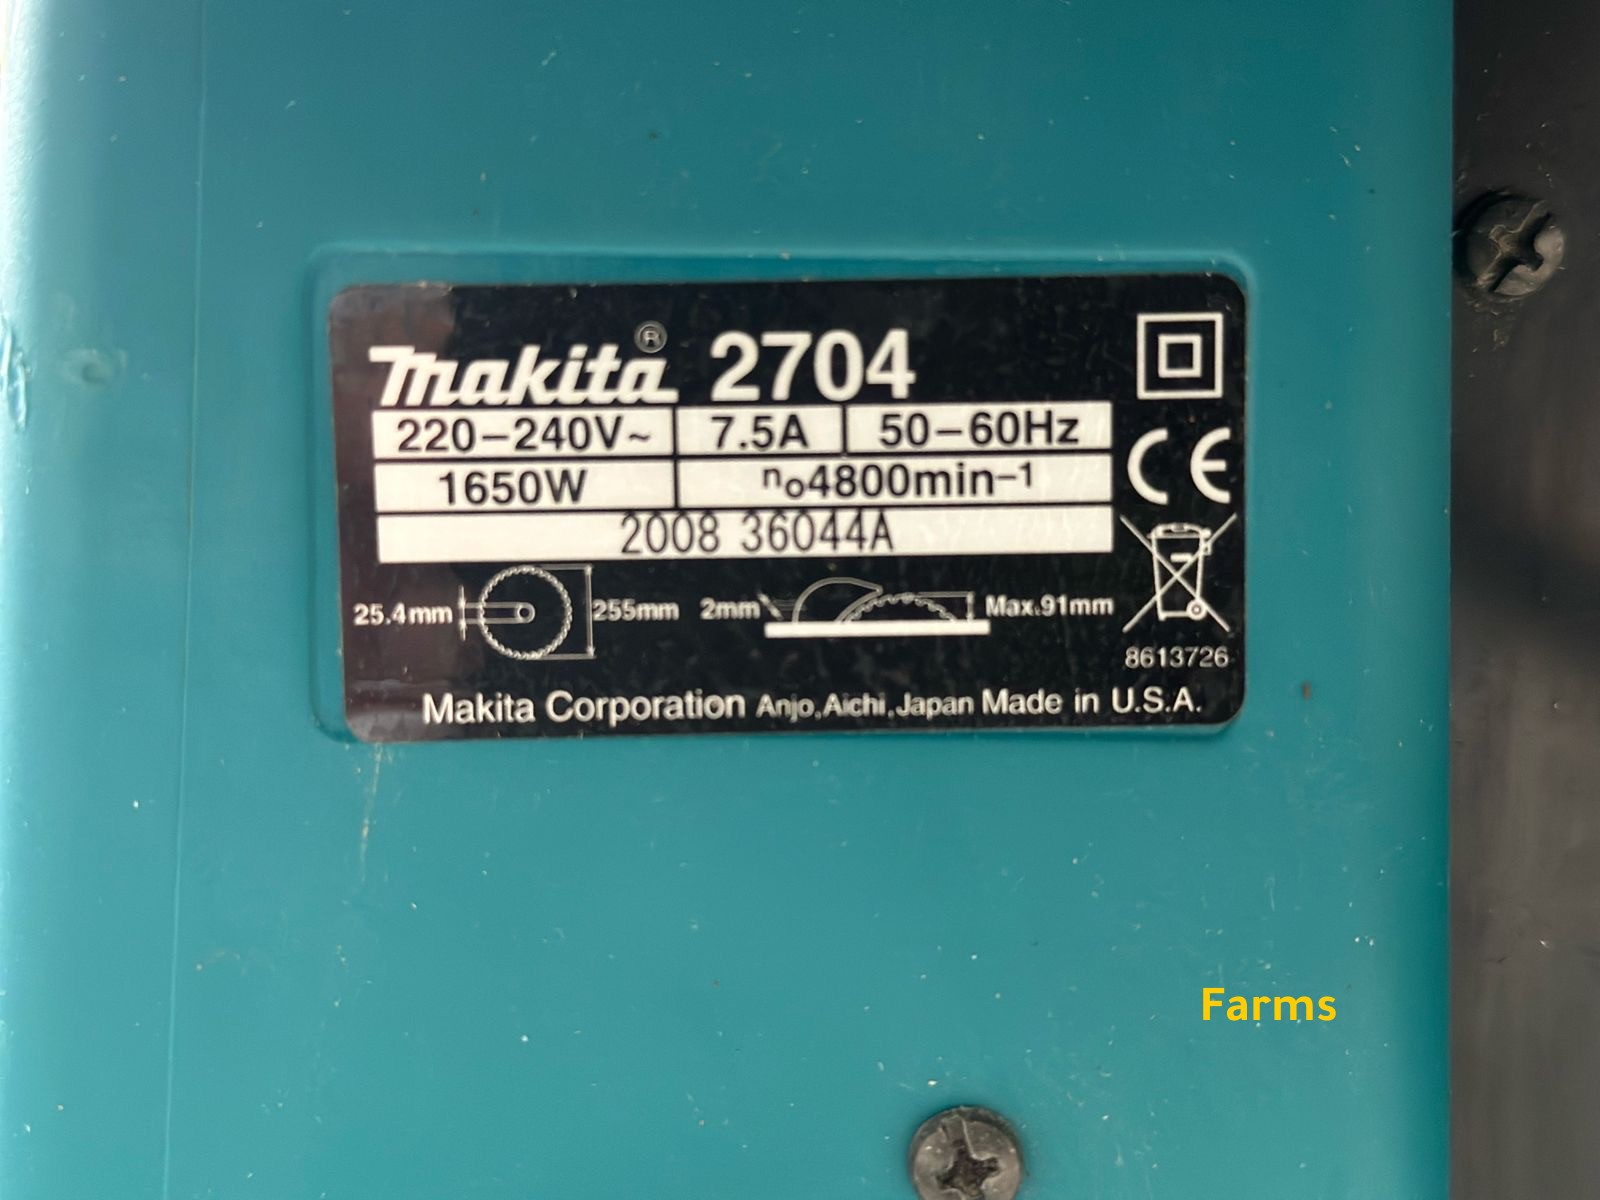 makita® 2704
220–240V~ 7.5A 50–60Hz
1650W n₀4800min⁻¹
2008 36044A
25.4mm 255mm 2mm Max.91mm
8613726
Makita Corporation Anjo,Aichi,Japan Made in U.S.A.
Farms